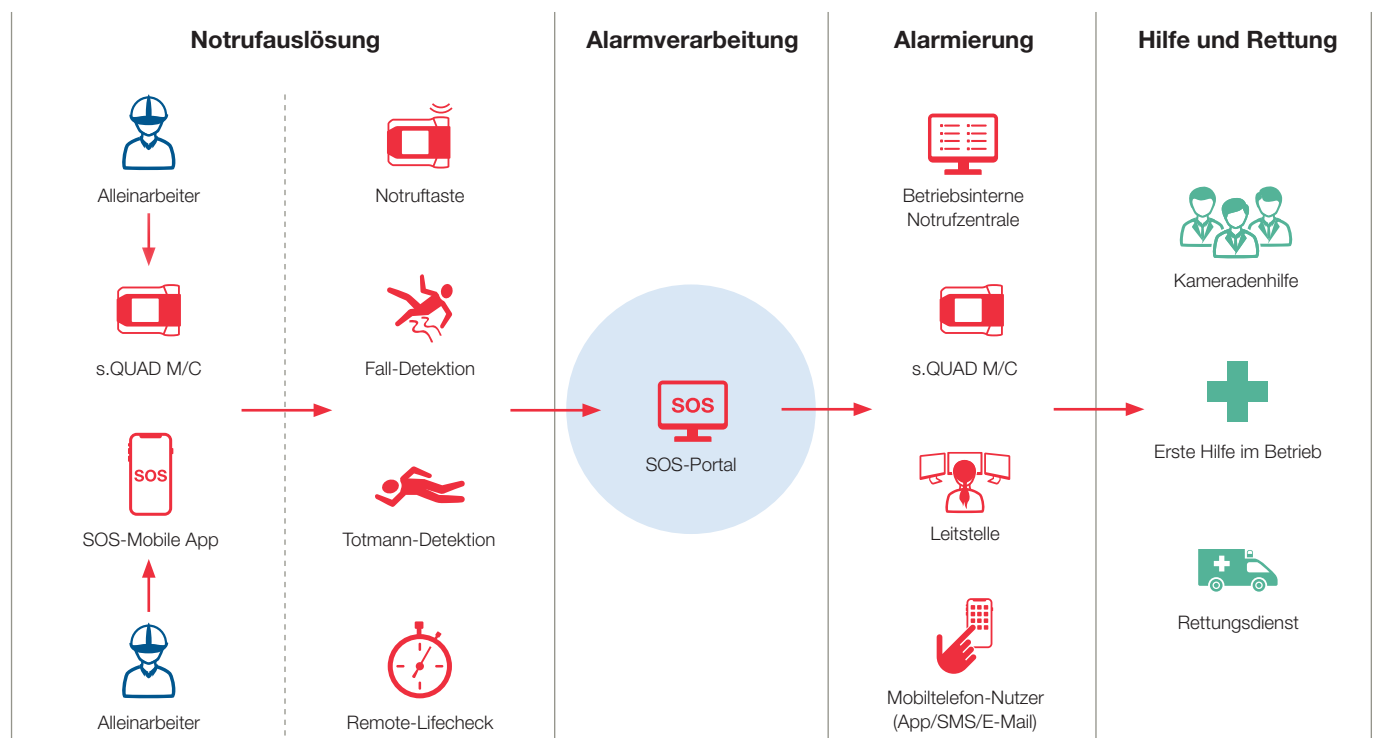 Notrufauslösung
Alarmverarbeitung
Alarmierung
Hilfe und Rettung
Alleinarbeiter
s.QUAD M/C
SOS
SOS-Mobile App
Alleinarbeiter
Notruftaste
Fall-Detektion
Totmann-Detektion
Remote-Lifecheck
SOS
SOS-Portal
Betriebsinterne
Notrufzentrale
s.QUAD M/C
Leitstelle
Mobiltelefon-Nutzer
(App/SMS/E-Mail)
Kameradenhilfe
Erste Hilfe im Betrieb
Rettungsdienst